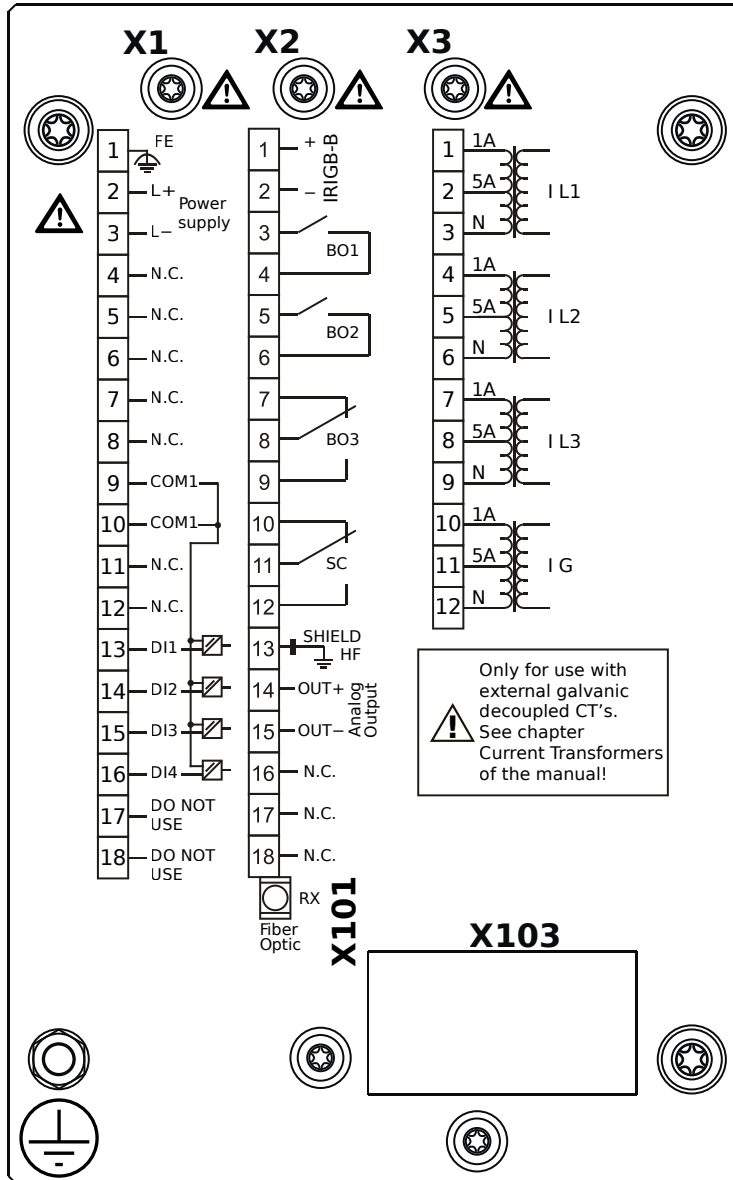 X1
X2
X3
1 FE
2 L+
Power
supply
3 L−
4 N.C.
5 N.C.
6 N.C.
7 N.C.
8 N.C.
9 COM1
10 COM1
11 N.C.
12 N.C.
13 DI1
14 DI2
15 DI3
16 DI4
17 DO NOT
USE
18 DO NOT
USE
1 +
2 −
IRIGB-B
3
BO1
4
5
BO2
6
7
8
BO3
9
10
11
SC
12
13 SHIELD
HF
14 OUT+
15 OUT−
Analog
Output
16 N.C.
17 N.C.
18 N.C.
RX
Fiber
Optic
X101
1 1A
2 5A
I L1
3 N
4 1A
5 5A
I L2
6 N
7 1A
8 5A
I L3
9 N
10 1A
11 5A
I G
12 N
Only for use with
external galvanic
decoupled CT's.
See chapter
Current Transformers
of the manual!
X103